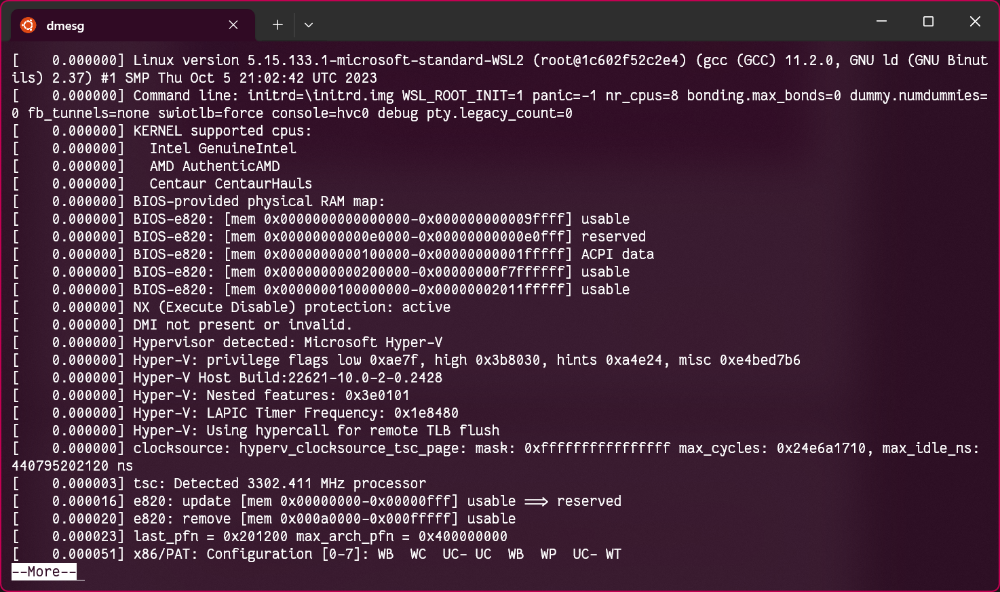 dmesg
[    0.000000] Linux version 5.15.133.1-microsoft-standard-WSL2 (root@1c602f52c2e4) (gcc (GCC) 11.2.0, GNU ld (GNU Binut
ils) 2.37) #1 SMP Thu Oct 5 21:02:42 UTC 2023
[    0.000000] Command line: initrd=\initrd.img WSL_ROOT_INIT=1 panic=-1 nr_cpus=8 bonding.max_bonds=0 dummy.numdummies=
0 fb_tunnels=none swiotlb=force console=hvc0 debug pty.legacy_count=0
[    0.000000] KERNEL supported cpus:
[    0.000000]   Intel GenuineIntel
[    0.000000]   AMD AuthenticAMD
[    0.000000]   Centaur CentaurHauls
[    0.000000] BIOS-provided physical RAM map:
[    0.000000] BIOS-e820: [mem 0x0000000000000000-0x000000000009ffff] usable
[    0.000000] BIOS-e820: [mem 0x00000000000e0000-0x00000000000e0fff] reserved
[    0.000000] BIOS-e820: [mem 0x0000000000100000-0x00000000001fffff] ACPI data
[    0.000000] BIOS-e820: [mem 0x0000000000200000-0x00000000f7ffffff] usable
[    0.000000] BIOS-e820: [mem 0x0000000100000000-0x00000002011fffff] usable
[    0.000000] NX (Execute Disable) protection: active
[    0.000000] DMI not present or invalid.
[    0.000000] Hypervisor detected: Microsoft Hyper-V
[    0.000000] Hyper-V: privilege flags low 0xae7f, high 0x3b8030, hints 0xa4e24, misc 0xe4bed7b6
[    0.000000] Hyper-V Host Build:22621-10.0-2-0.2428
[    0.000000] Hyper-V: Nested features: 0x3e0101
[    0.000000] Hyper-V: LAPIC Timer Frequency: 0x1e8480
[    0.000000] Hyper-V: Using hypercall for remote TLB flush
[    0.000000] clocksource: hyperv_clocksource_tsc_page: mask: 0xffffffffffffffff max_cycles: 0x24e6a1710, max_idle_ns:
440795202120 ns
[    0.000003] tsc: Detected 3302.411 MHz processor
[    0.000016] e820: update [mem 0x00000000-0x00000fff] usable ==> reserved
[    0.000020] e820: remove [mem 0x000a0000-0x000fffff] usable
[    0.000023] last_pfn = 0x201200 max_arch_pfn = 0x400000000
[    0.000051] x86/PAT: Configuration [0-7]: WB  WC  UC- UC  WB  WP  UC- WT
--More--